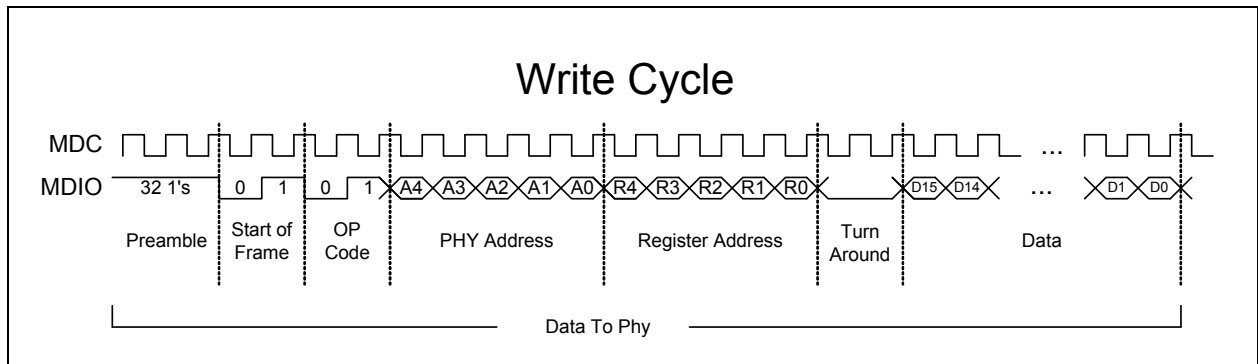 Write Cycle
MDC
...
MDIO
32 1's 0 1 0 1 A4 A3 A2 A1 A0 R4 R3 R2 R1 R0 D15 D14 ... D1 D0
Preamble
Start of
Frame
OP
Code
PHY Address
Register Address
Turn
Around
Data
Data To Phy